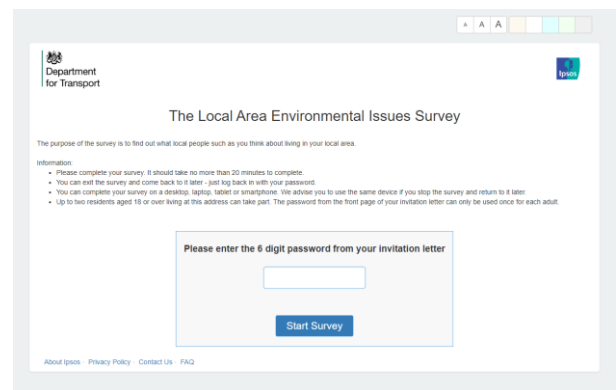 A A A
Department
for Transport
Ipsos
The Local Area Environmental Issues Survey
The purpose of the survey is to find out what local people such as you think about living in your local area.
Information:
• Please complete your survey. It should take no more than 20 minutes to complete.
• You can exit the survey and come back to it later - just log back in with your password.
• You can complete your survey on a desktop, laptop, tablet or smartphone. We advise you to use the same device if you stop the survey and return to it later.
• Up to two residents aged 18 or over living at this address can take part. The password from the front page of your invitation letter can only be used once for each adult.
Please enter the 6 digit password from your invitation letter
Start Survey
About Ipsos - Privacy Policy - Contact Us - FAQ